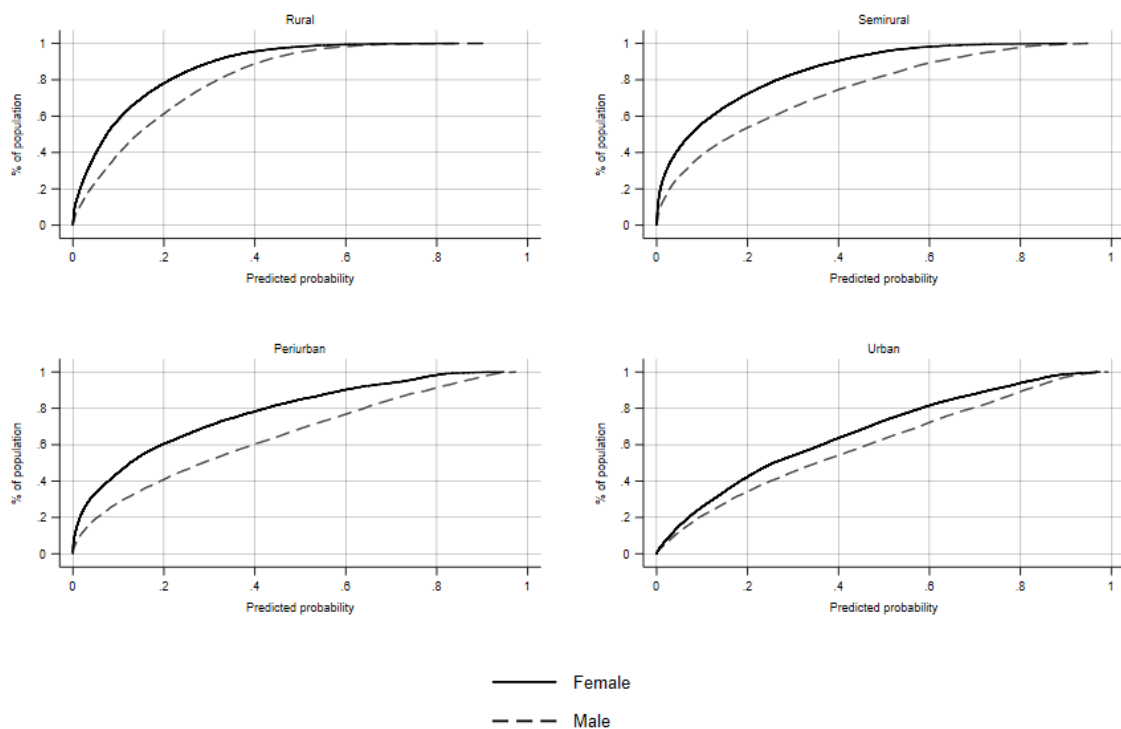 Rural
% of population
1
.8
.6
.4
.2
0
0 .2 .4 .6 .8 1
Predicted probability
Semirural
% of population
1
.8
.6
.4
.2
0
0 .2 .4 .6 .8 1
Predicted probability
Periurban
% of population
1
.8
.6
.4
.2
0
0 .2 .4 .6 .8 1
Predicted probability
Urban
% of population
1
.8
.6
.4
.2
0
0 .2 .4 .6 .8 1
Predicted probability
Female
Male